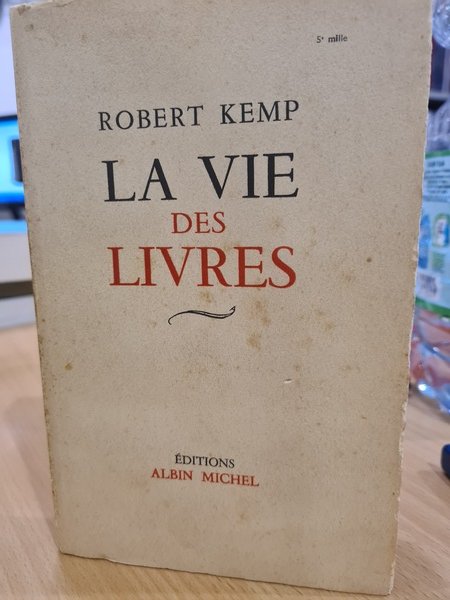 5e mille
ROBERT KEMP
LA VIE
DES
LIVRES
ÉDITIONS
ALBIN MICHEL